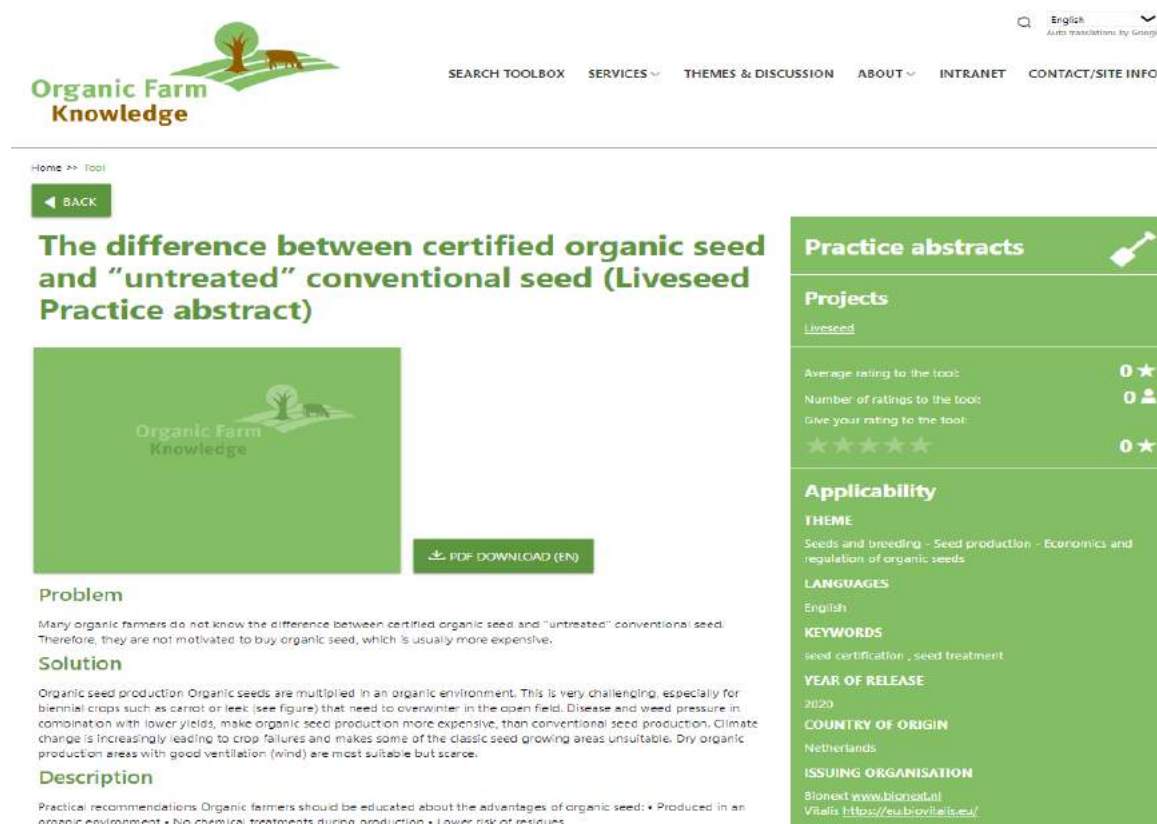 English
Auto translations by Google
Organic Farm
Knowledge
SEARCH TOOLBOX SERVICES THEMES & DISCUSSION ABOUT INTRANET CONTACT/SITE INFO
Home >> Tool
BACK
The difference between certified organic seed
and “untreated” conventional seed (Liveseed
Practice abstract)
Organic Farm
Knowledge
PDF DOWNLOAD (EN)
Problem
Many organic farmers do not know the difference between certified organic seed and "untreated" conventional seed.
Therefore, they are not motivated to buy organic seed, which is usually more expensive.
Solution
Organic seed production Organic seeds are multiplied in an organic environment. This is very challenging, especially for
biennial crops such as carrot or leek (see figure) that need to overwinter in the open field. Disease and weed pressure in
combination with lower yields, make organic seed production more expensive, than conventional seed production. Climate
change is increasingly leading to crop failures and makes some of the classic seed growing areas unsuitable. Dry organic
production areas with good ventilation (wind) are most suitable but scarce.
Description
Practical recommendations Organic farmers should be educated about the advantages of organic seed: • Produced in an
organic environment • No chemical treatments during production • Lower risk of residues
Practice abstracts
Projects
Liveseed
Average rating to the tool: 0
Number of ratings to the tool: 0
Give your rating to the tool:
0
Applicability
THEME
Seeds and breeding - Seed production - Economics and
regulation of organic seeds
LANGUAGES
English
KEYWORDS
seed certification , seed treatment
YEAR OF RELEASE
2020
COUNTRY OF ORIGIN
Netherlands
ISSUING ORGANISATION
Bionext www.bionext.nl
Vitalis https://eu.biovitalis.eu/